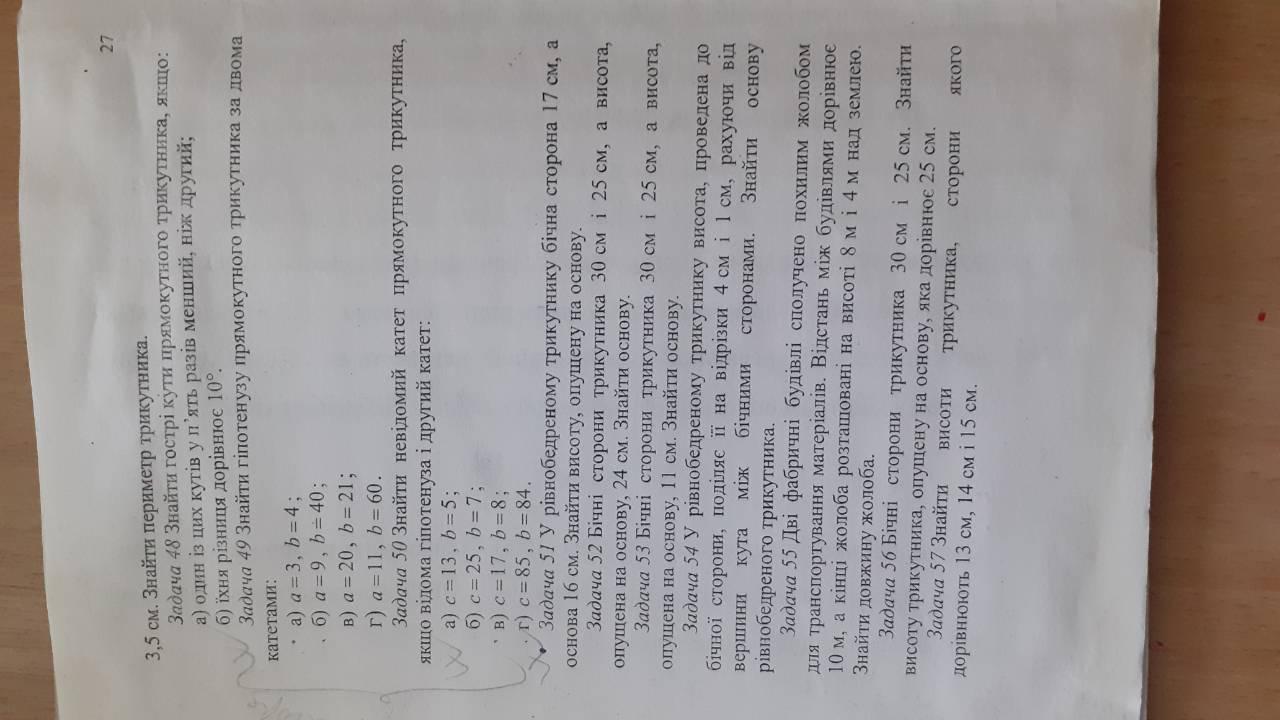 27
3,5 см. Знайти периметр трикутника.
Задача 48 Знайти гострі кути прямокутного трикутника, якщо:
а) один із цих кутів у п'ять разів менший, ніж другий;
б) їхня різниця дорівнює 10°.
Задача 49 Знайти гіпотенузу прямокутного трикутника за двома
катетами:
а) a = 3, b = 4;
б) a = 9, b = 40;
в) a = 20, b = 21;
г) a = 11, b = 60.
Задача 50 Знайти невідомий катет прямокутного трикутника,
якщо відома гіпотенуза і другий катет:
а) c = 13, b = 5;
б) c = 25, b = 7;
в) c = 17, b = 8;
г) c = 85, b = 84.
Задача 51 У рівнобедреному трикутнику бічна сторона 17 см, а
основа 16 см. Знайти висоту, опущену на основу.
Задача 52 Бічні сторони трикутника 30 см і 25 см, а висота,
опущена на основу, 24 см. Знайти основу.
Задача 53 Бічні сторони трикутника 30 см і 25 см, а висота,
опущена на основу, 11 см. Знайти основу.
Задача 54 У рівнобедреному трикутнику висота, проведена до
бічної сторони, поділяє її на відрізки 4 см і 1 см, рахуючи від
вершини кута між бічними сторонами. Знайти основу
рівнобедреного трикутника.
Задача 55 Дві фабричні будівлі сполучено похилим жолобом
для транспортування матеріалів. Відстань між будівлями дорівнює
10 м, а кінці жолоба розташовані на висоті 8 м і 4 м над землею.
Знайти довжину жолоба.
Задача 56 Бічні сторони трикутника 30 см і 25 см. Знайти
висоту трикутника, опущену на основу, яка дорівнює 25 см.
Задача 57 Знайти висоти трикутника, сторони якого
дорівнюють 13 см, 14 см і 15 см.